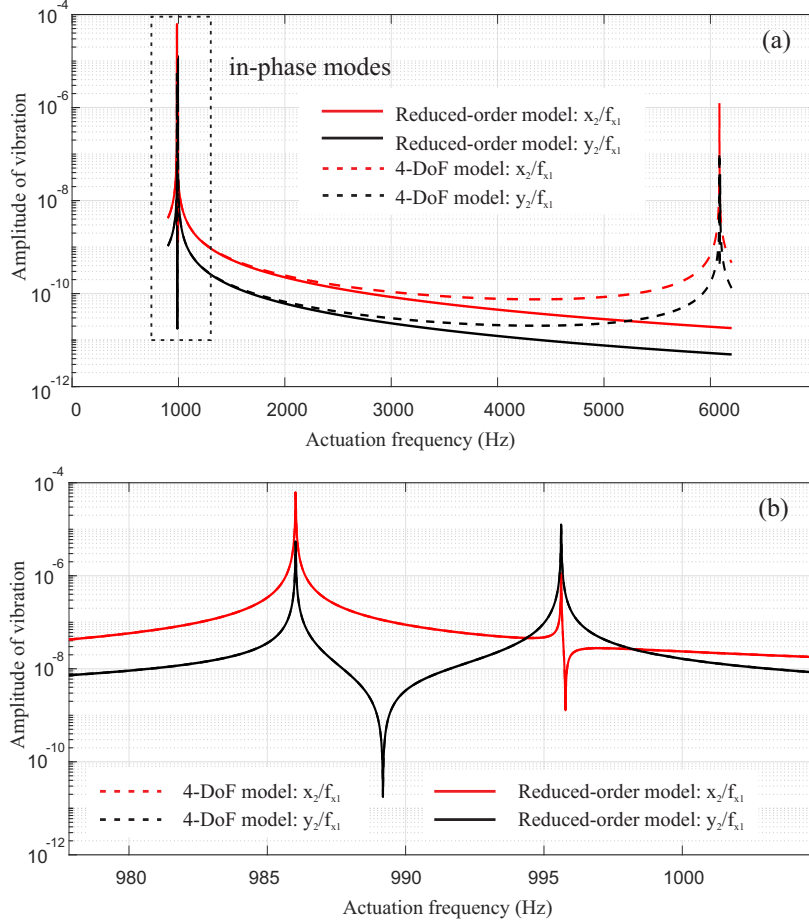 (a)
in-phase modes
Reduced-order model: x₂/fₓ₁
Reduced-order model: y₂/fₓ₁
4-DoF model: x₂/fₓ₁
4-DoF model: y₂/fₓ₁
Amplitude of vibration
10⁻⁴
10⁻⁶
10⁻⁸
10⁻¹⁰
10⁻¹²
0 1000 2000 3000 4000 5000 6000
Actuation frequency (Hz)
(b)
Amplitude of vibration
10⁻⁴
10⁻⁶
10⁻⁸
10⁻¹⁰
10⁻¹²
4-DoF model: x₂/fₓ₁ Reduced-order model: x₂/fₓ₁
4-DoF model: y₂/fₓ₁ Reduced-order model: y₂/fₓ₁
980 985 990 995 1000
Actuation frequency (Hz)